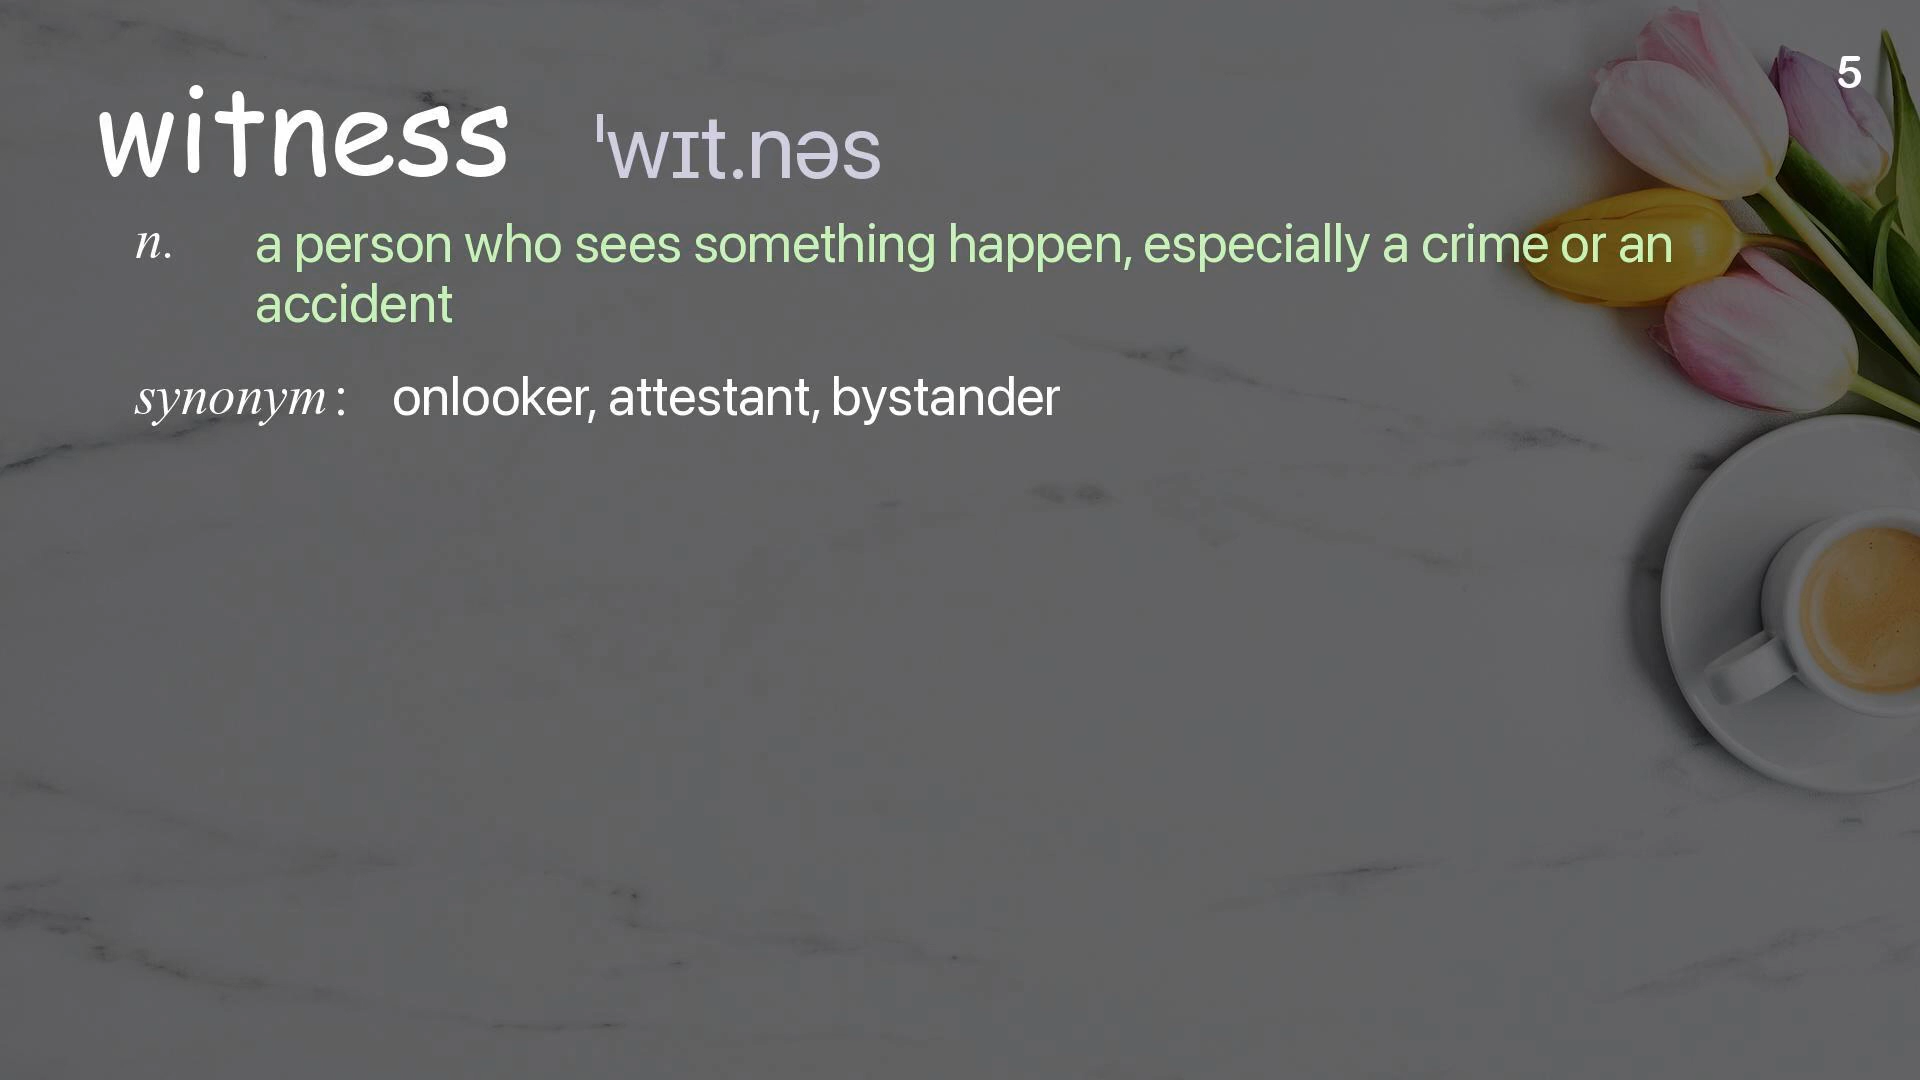 5
witness ˈwɪt.nəs
n. a person who sees something happen, especially a crime or an
accident
synonym: onlooker, attestant, bystander